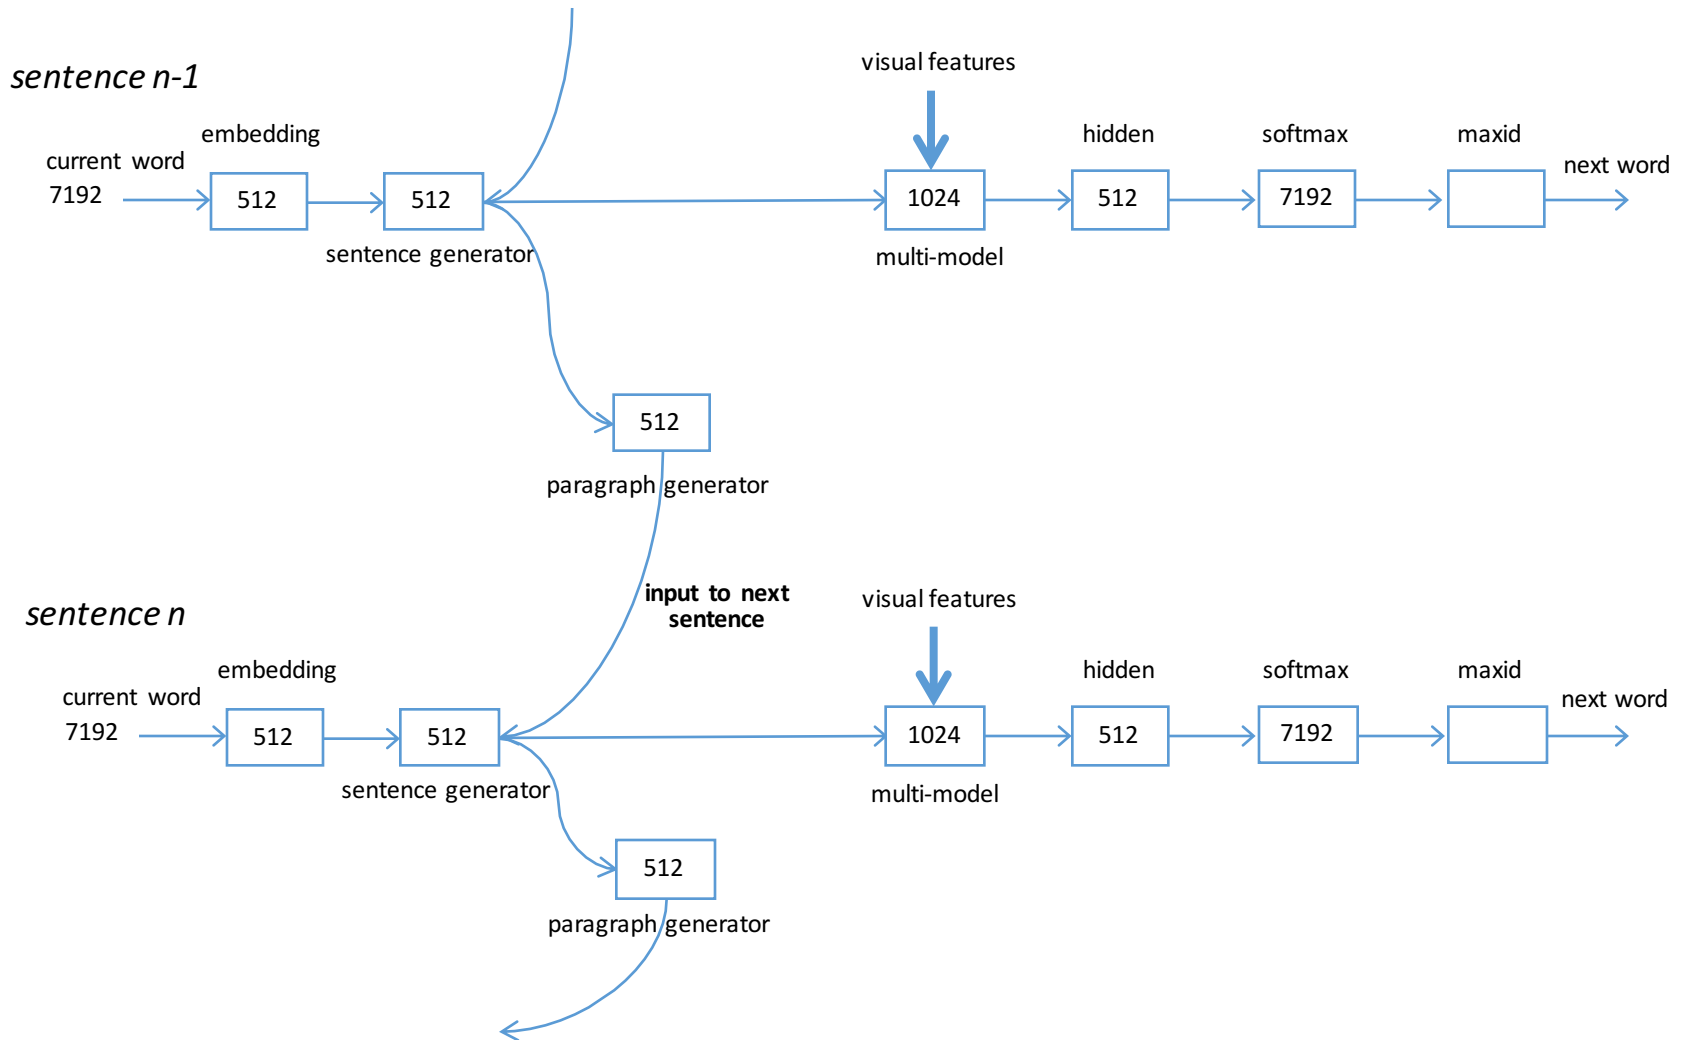 sentence n-1
visual features
embedding
hidden
softmax
maxid
current word
next word
7192
512
512
1024
512
7192
sentence generator
multi-model
512
paragraph generator
input to next
sentence
sentence n
visual features
embedding
hidden
softmax
maxid
current word
next word
7192
512
512
1024
512
7192
sentence generator
multi-model
512
paragraph generator